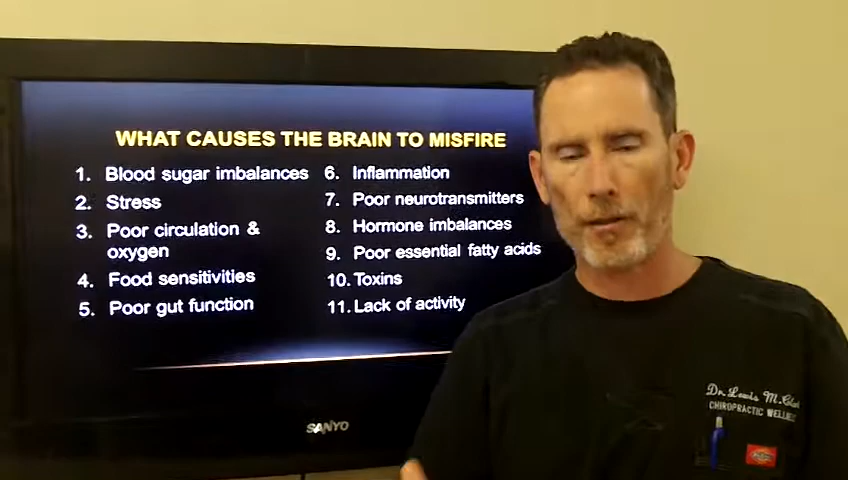 WHAT CAUSES THE BRAIN TO MISFIRE
1. Blood sugar imbalances
2. Stress
3. Poor circulation &
oxygen
4. Food sensitivities
5. Poor gut function
6. Inflammation
7. Poor neurotransmitters
8. Hormone imbalances
9. Poor essential fatty acids
10. Toxins
11. Lack of activity
SANYO
Dr. Lewis M.
CHIROPRACTIC